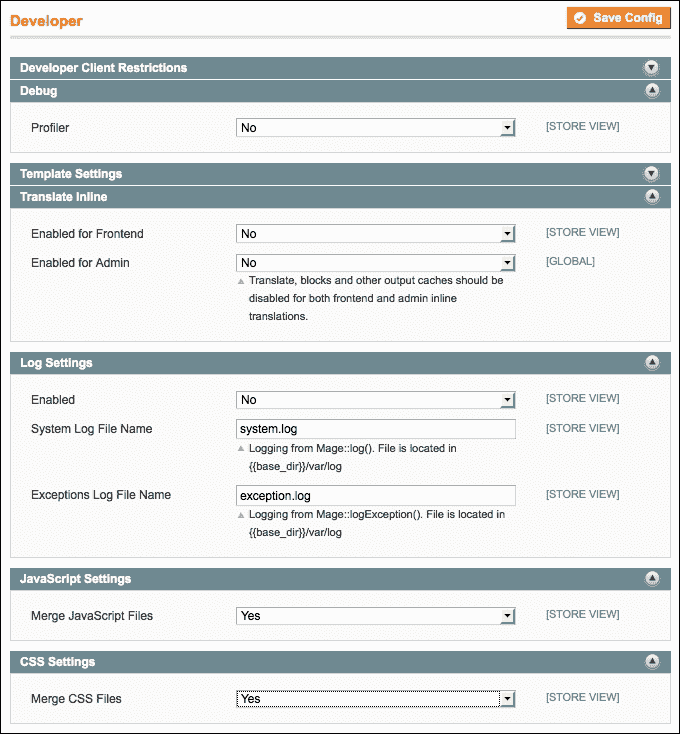 Developer
Save Config
Developer Client Restrictions
Debug
Profiler No [STORE VIEW]
Template Settings
Translate Inline
Enabled for Frontend No [STORE VIEW]
Enabled for Admin No [GLOBAL]
Translate, blocks and other output caches should be
disabled for both frontend and admin inline
translations.
Log Settings
Enabled No [STORE VIEW]
System Log File Name system.log [STORE VIEW]
Logging from Mage::log(). File is located in
{{base_dir}}/var/log
Exceptions Log File Name exception.log [STORE VIEW]
Logging from Mage::logException(). File is located in
{{base_dir}}/var/log
JavaScript Settings
Merge JavaScript Files Yes [STORE VIEW]
CSS Settings
Merge CSS Files Yes [STORE VIEW]